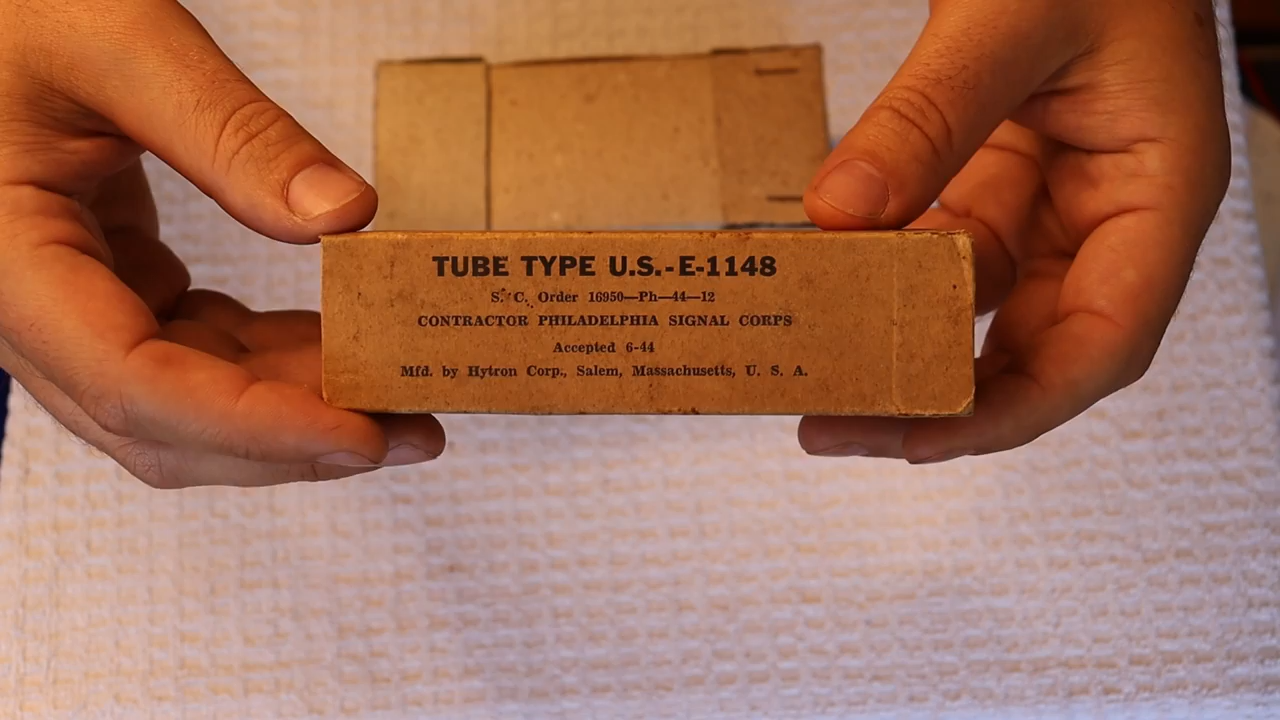 TUBE TYPE U.S.-E-1148
S. C. Order 16950—Ph—44—12
CONTRACTOR PHILADELPHIA SIGNAL CORPS
Accepted 6-44
Mfd. by Hytron Corp., Salem, Massachusetts, U. S. A.